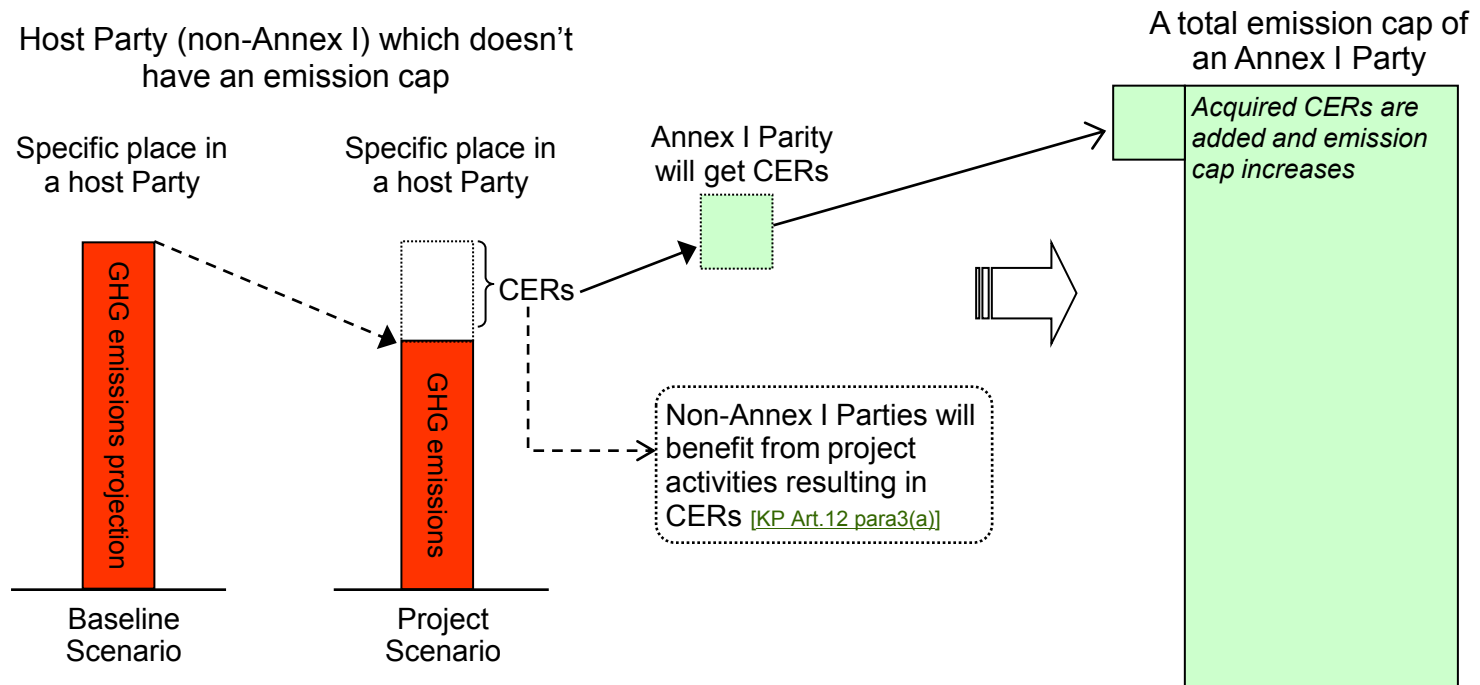 Host Party (non-Annex I) which doesn’t
have an emission cap
A total emission cap of
an Annex I Party
Specific place in
a host Party
Specific place in
a host Party
Annex I Parity
will get CERs
Acquired CERs are
added and emission
cap increases
GHG emissions projection
GHG emissions
CERs
Non-Annex I Parties will
benefit from project
activities resulting in
CERs [KP Art.12 para3(a)]
Baseline
Scenario
Project
Scenario